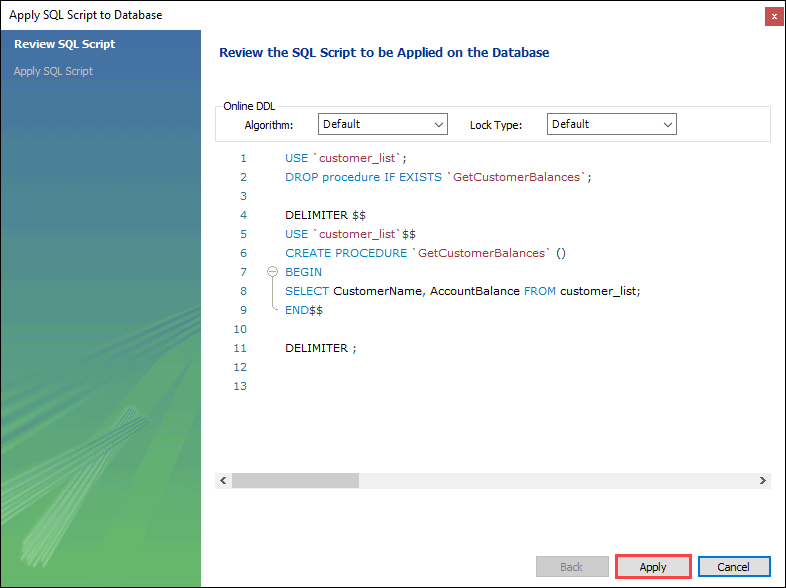 Apply SQL Script to Database
x
Review SQL Script
Apply SQL Script
Review the SQL Script to be Applied on the Database
Online DDL
Algorithm: Default Lock Type: Default
1 USE `customer_list`;
2 DROP procedure IF EXISTS `GetCustomerBalances`;
3
4 DELIMITER $$
5 USE `customer_list`$$
6 CREATE PROCEDURE `GetCustomerBalances` ()
7 BEGIN
8 SELECT CustomerName, AccountBalance FROM customer_list;
9 END$$
10
11 DELIMITER ;
12
13
Back Apply Cancel